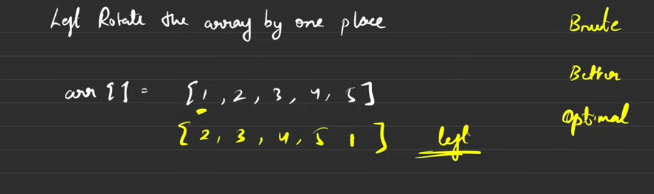 Left Rotate the array by one place
Brute
Better
Optimal
arr [] = [1, 2, 3, 4, 5]
[2, 3, 4, 5 1] left